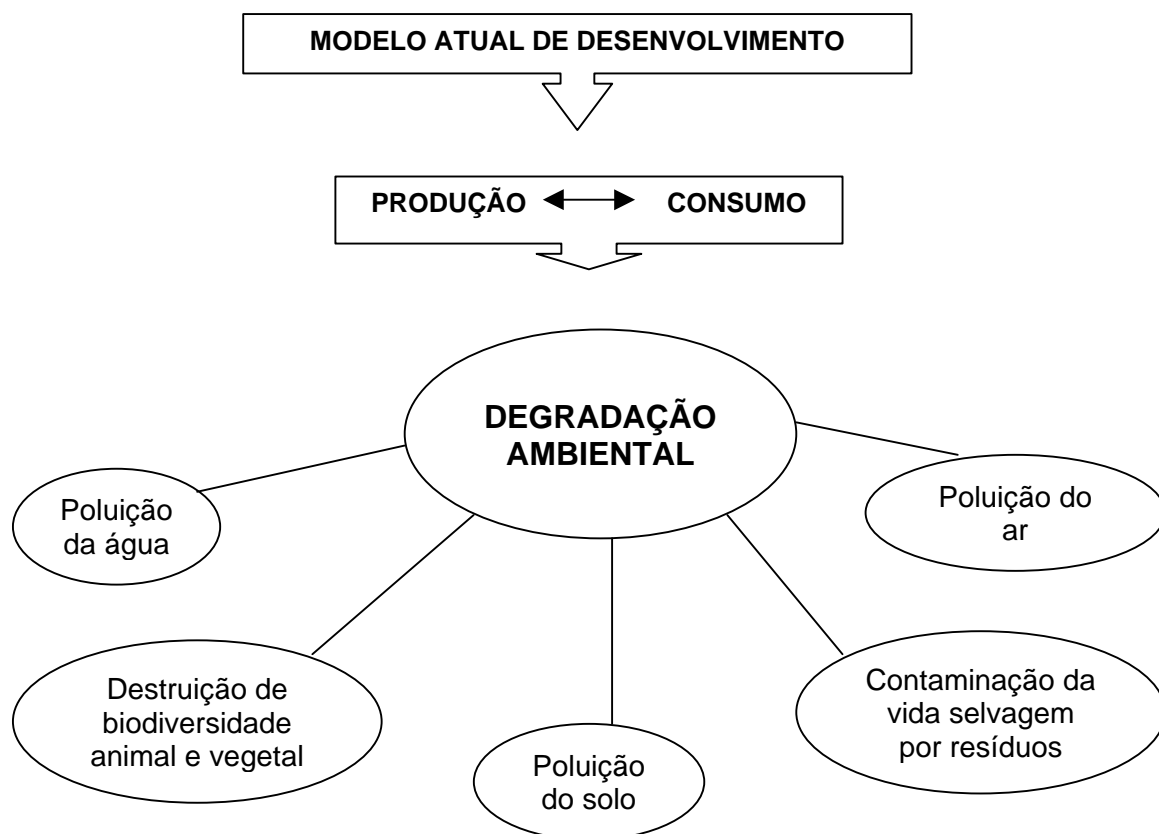 MODELO ATUAL DE DESENVOLVIMENTO
PRODUÇÃO CONSUMO
DEGRADAÇÃO
AMBIENTAL
Poluição
da água
Poluição do
ar
Destruição de
biodiversidade
animal e vegetal
Poluição
do solo
Contaminação da
vida selvagem
por resíduos